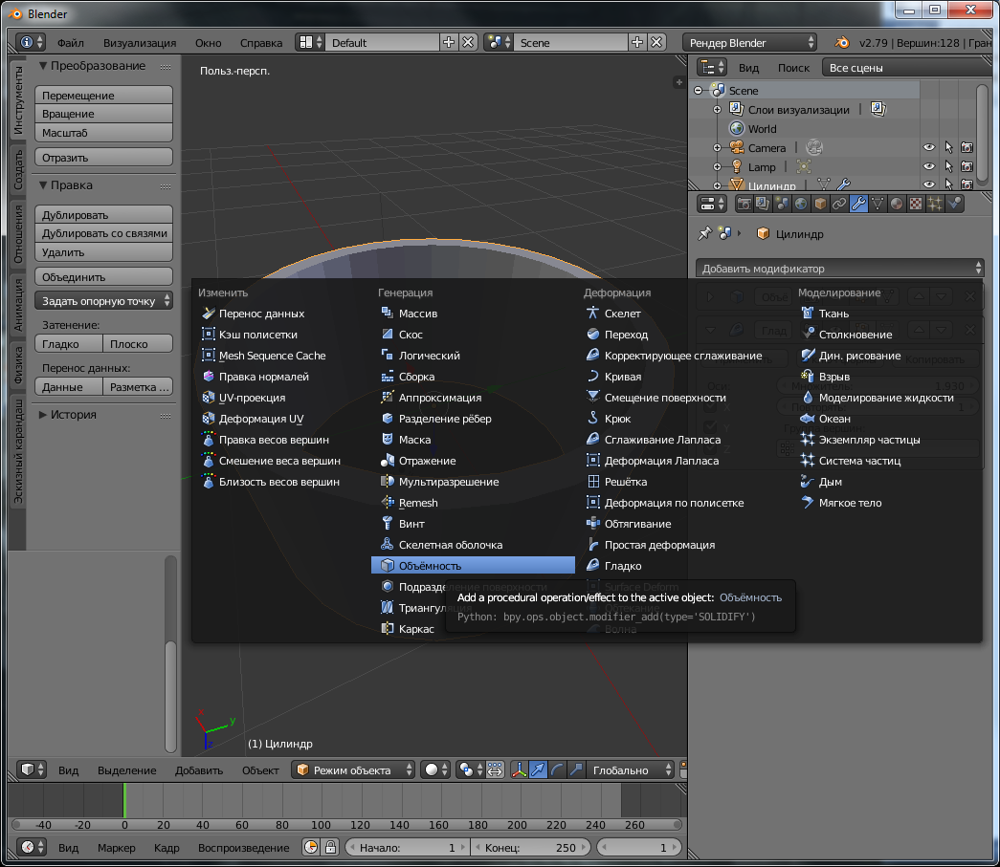 Blender
Файл Визуализация Окно Справка Default Scene Рендер Blender v2.79 | Вершин:128 | Гран
Инструменты
Создать
Отношения
Анимация
Физика
Эскизный карандаш
Преобразование
Перемещение
Вращение
Масштаб
Отразить
Правка
Дублировать
Дублировать со связями
Удалить
Объединить
Задать опорную точку
Затенение:
Гладко Плоско
Перенос данных:
Данные Разметка ...
История
Польз.-персп.
Вид Поиск Все сцены
Scene
Слои визуализации
World
Camera
Lamp
Цилиндр
Цилиндр
Добавить модификатор
Изменить
Перенос данных
Кэш полисетки
Mesh Sequence Cache
Правка нормалей
UV-проекция
Деформация UV
Правка весов вершин
Смешение веса вершин
Близость весов вершин
Генерация
Массив
Скос
Логический
Сборка
Аппроксимация
Разделение рёбер
Маска
Отражение
Мультиразрешение
Remesh
Винт
Скелетная оболочка
Объёмность
Подразделение поверхности
Триангуляция
Каркас
Деформация
Скелет
Переход
Корректирующее сглаживание
Кривая
Смещение поверхности
Крюк
Сглаживание Лапласа
Деформация Лапласа
Решётка
Деформация по полисетке
Обтягивание
Простая деформация
Гладко
Surface Deform
Обтекание
Волна
Моделирование
Ткань
Столкновение
Дин. рисование
Взрыв
Моделирование жидкости
Океан
Экземпляр частицы
Система частиц
Дым
Мягкое тело
Add a procedural operation/effect to the active object: Объёмность
Python: bpy.ops.object.modifier_add(type='SOLIDIFY')
Объё
Глад
Копировать
1.930
1
x
y
z
(1) Цилиндр
Вид Выделение Добавить Объект Режим объекта Глобально
-40 -20 0 20 40 60 80 100 120 140 160 180 200 220 240 260
Вид Маркер Кадр Воспроизведение Начало: 1 Конец: 250 1